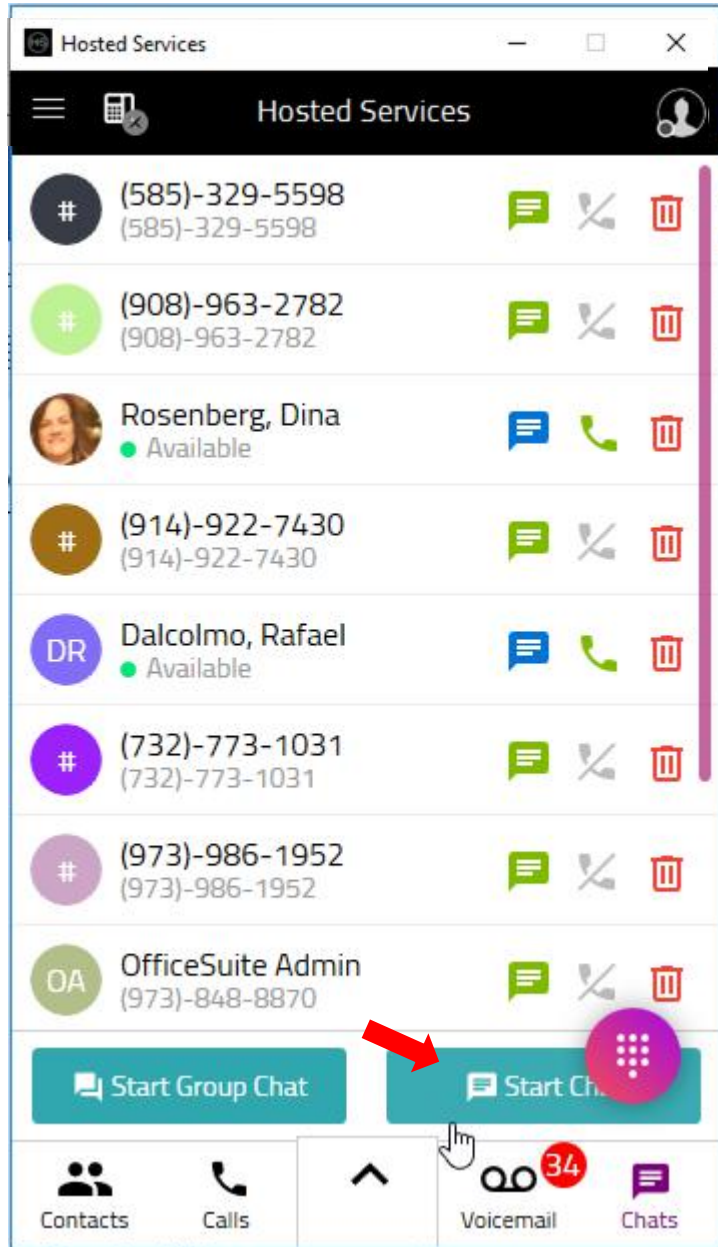 Hosted Services
Hosted Services
#
(585)-329-5598
(585)-329-5598
#
(908)-963-2782
(908)-963-2782
Rosenberg, Dina
Available
#
(914)-922-7430
(914)-922-7430
DR
Dalcolmo, Rafael
Available
#
(732)-773-1031
(732)-773-1031
#
(973)-986-1952
(973)-986-1952
OA
OfficeSuite Admin
(973)-848-8870
Start Group Chat
Start
34
Contacts
Calls
Voicemail
Chats